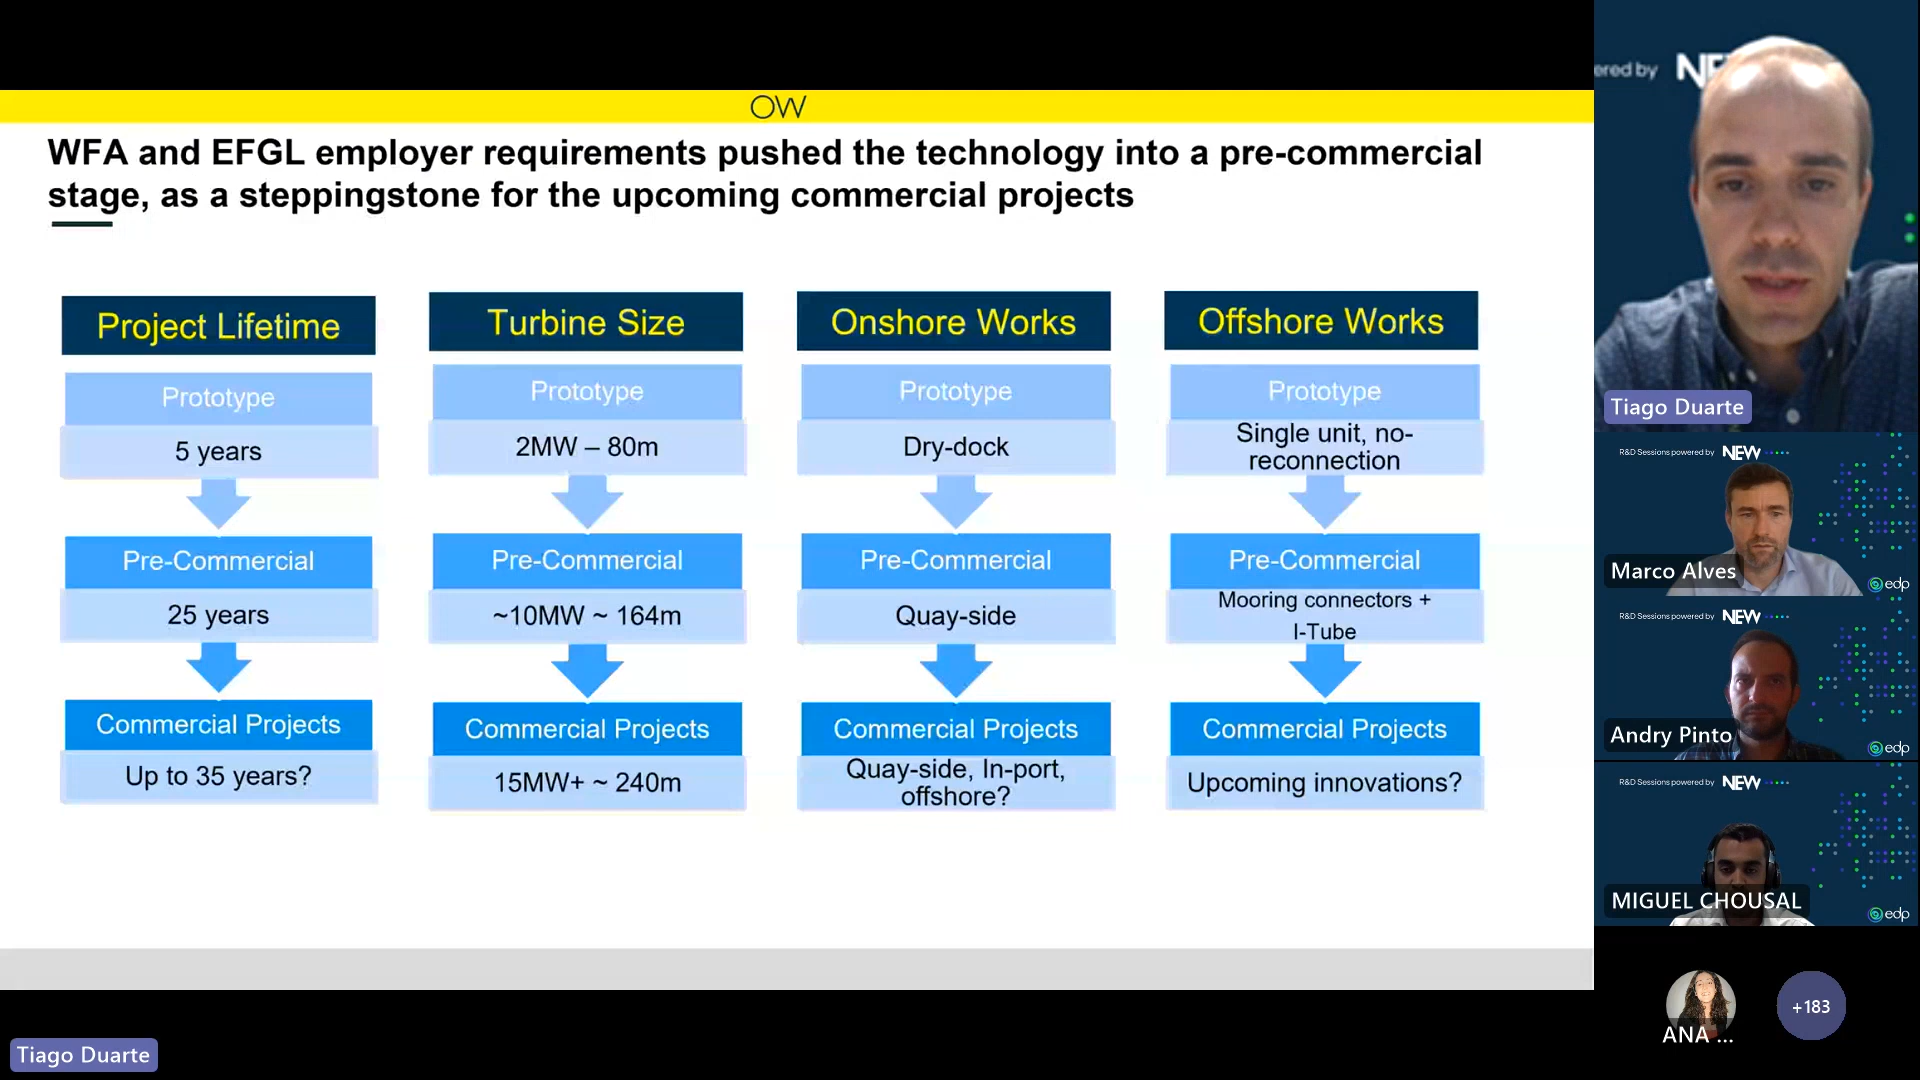 OW
WFA and EFGL employer requirements pushed the technology into a pre-commercial
stage, as a steppingstone for the upcoming commercial projects
Project Lifetime
Prototype
5 years
Pre-Commercial
25 years
Commercial Projects
Up to 35 years?
Turbine Size
Prototype
2MW – 80m
Pre-Commercial
~10MW ~ 164m
Commercial Projects
15MW+ ~ 240m
Onshore Works
Prototype
Dry-dock
Pre-Commercial
Quay-side
Commercial Projects
Quay-side, In-port,
offshore?
Offshore Works
Prototype
Single unit, no-
reconnection
Pre-Commercial
Mooring connectors +
I-Tube
Commercial Projects
Upcoming innovations?
ered by NE
Tiago Duarte
R&D Sessions powered by NEW
Marco Alves
edp
R&D Sessions powered by NEW
Andry Pinto
edp
R&D Sessions powered by NEW
MIGUEL CHOUSAL
edp
ANA ...
+183
Tiago Duarte